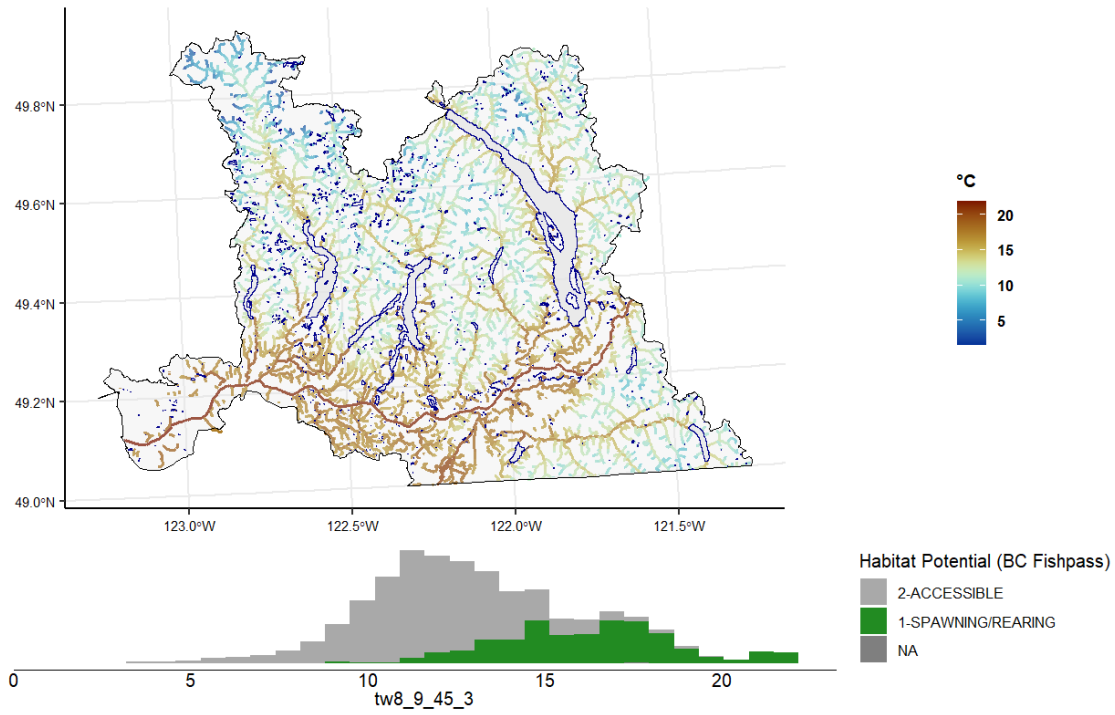 49.8°N
49.6°N
49.4°N
49.2°N
49.0°N
123.0°W 122.5°W 122.0°W 121.5°W
°C
20
15
10
5
Habitat Potential (BC Fishpass)
2-ACCESSIBLE
1-SPAWNING/REARING
NA
0 5 10 15 20
tw8_9_45_3